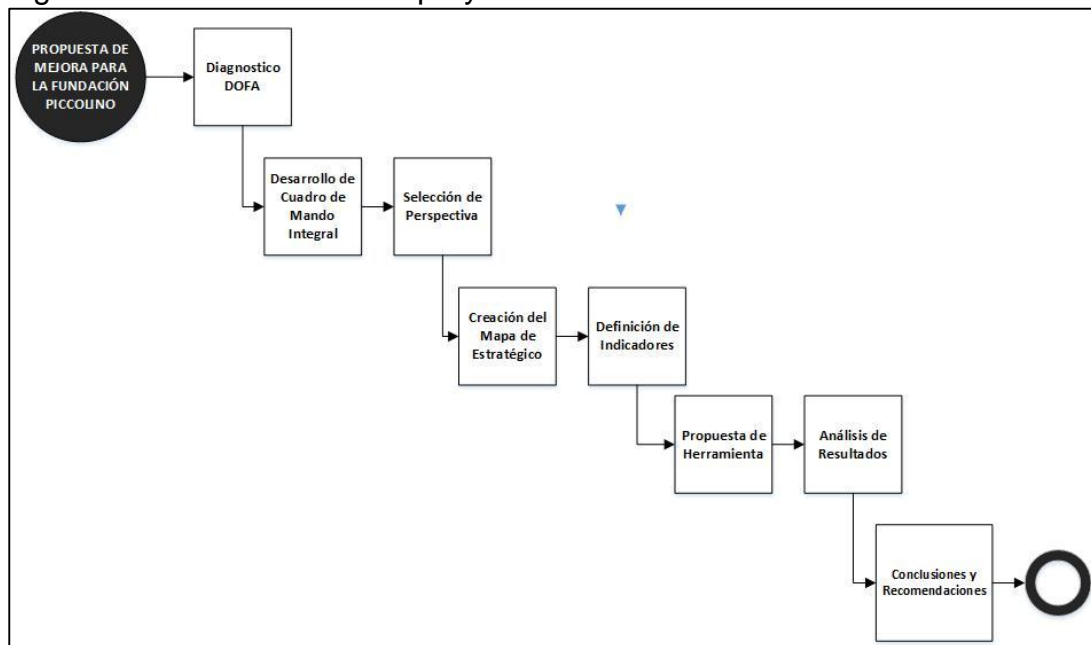 PROPUESTA DE
MEJORA PARA
LA FUNDACIÓN
PICCOLINO
Diagnostico
DOFA
Desarrollo de
Cuadro de
Mando
Integral
Selección de
Perspectiva
Creación del
Mapa de
Estratégico
Definición de
Indicadores
Propuesta de
Herramienta
Análisis de
Resultados
Conclusiones y
Recomendaciones